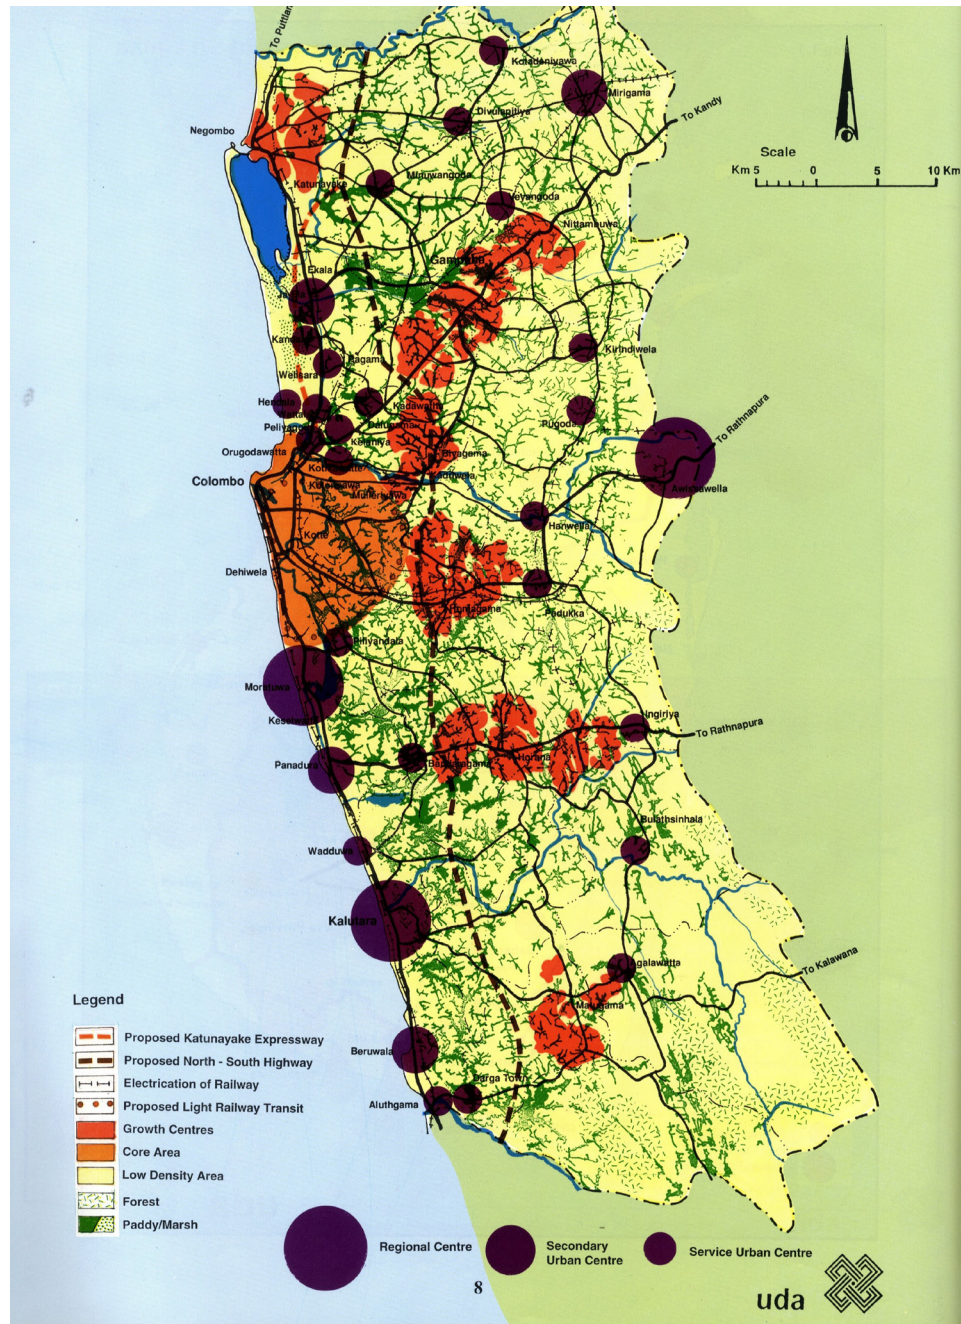 To Puttlam
Kotadeniyawa
Mirigama
Divulapitiya
To Kandy
Negombo
Scale
Km 5 0 5 10 Km
Katunayake
Minuwangoda
Veyangoda
Nittambuwa
Gampaha
Ekala
Ragama
Kirindiwela
Welisara
Hendala
Kadawatha
Peliyagoda
Dalugama
Pugoda
To Rathnapura
Kelaniya
Orugodawatta
Biyagama
Colombo
Kaduwela
Awissawella
Mulleriyawa
Hanwella
Kotte
Dehiwela
Homagama
Padukka
Piliyandala
Moratuwa
Ingiriya
To Rathnapura
Panadura
Bandaragama
Horana
Bulathsinhala
Wadduwa
Kalutara
Agalawatta
To Kalawana
Matugama
Beruwala
Darga Town
Aluthgama
Legend
Proposed Katunayake Expressway
Proposed North - South Highway
Electrication of Railway
Proposed Light Railway Transit
Growth Centres
Core Area
Low Density Area
Forest
Paddy/Marsh
Regional Centre
Secondary
Urban Centre
Service Urban Centre
8
uda